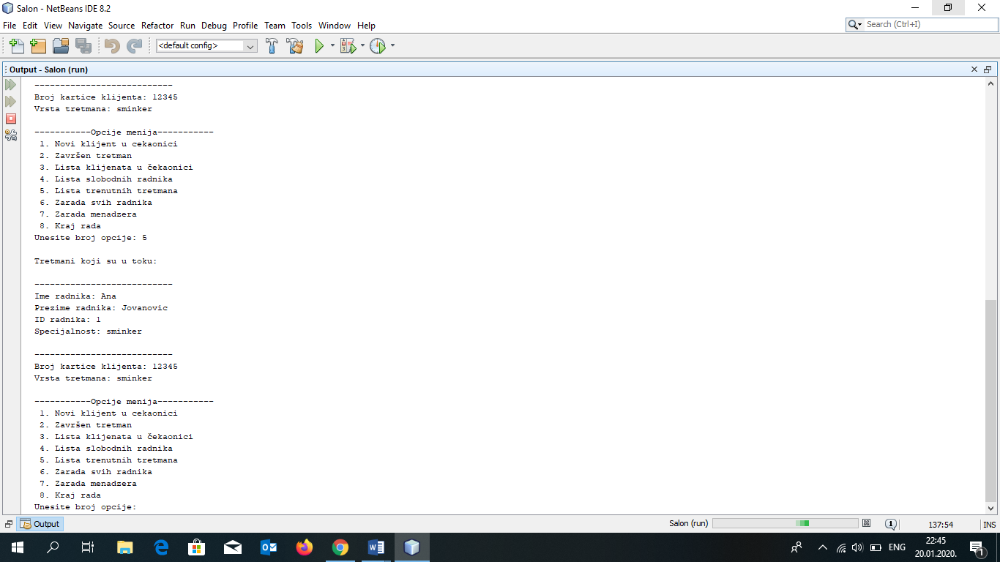 Salon - NetBeans IDE 8.2
File Edit View Navigate Source Refactor Run Debug Profile Team Tools Window Help
Search (Ctrl+I)
<default config>
Output - Salon (run)
---------------------------
Broj kartice klijenta: 12345
Vrsta tretmana: sminker
-----------Opcije menija-----------
1. Novi klijent u cekaonici
2. Završen tretman
3. Lista klijenata u čekaonici
4. Lista slobodnih radnika
5. Lista trenutnih tretmana
6. Zarada svih radnika
7. Zarada menadzera
8. Kraj rada
Unesite broj opcije: 5
Tretmani koji su u toku:
---------------------------
Ime radnika: Ana
Prezime radnika: Jovanovic
ID radnika: 1
Specijalnost: sminker
---------------------------
Broj kartice klijenta: 12345
Vrsta tretmana: sminker
-----------Opcije menija-----------
1. Novi klijent u cekaonici
2. Završen tretman
3. Lista klijenata u čekaonici
4. Lista slobodnih radnika
5. Lista trenutnih tretmana
6. Zarada svih radnika
7. Zarada menadzera
8. Kraj rada
Unesite broj opcije:
Output
Salon (run)
1
137:54
INS
ENG
22:45
20.01.2020.
1